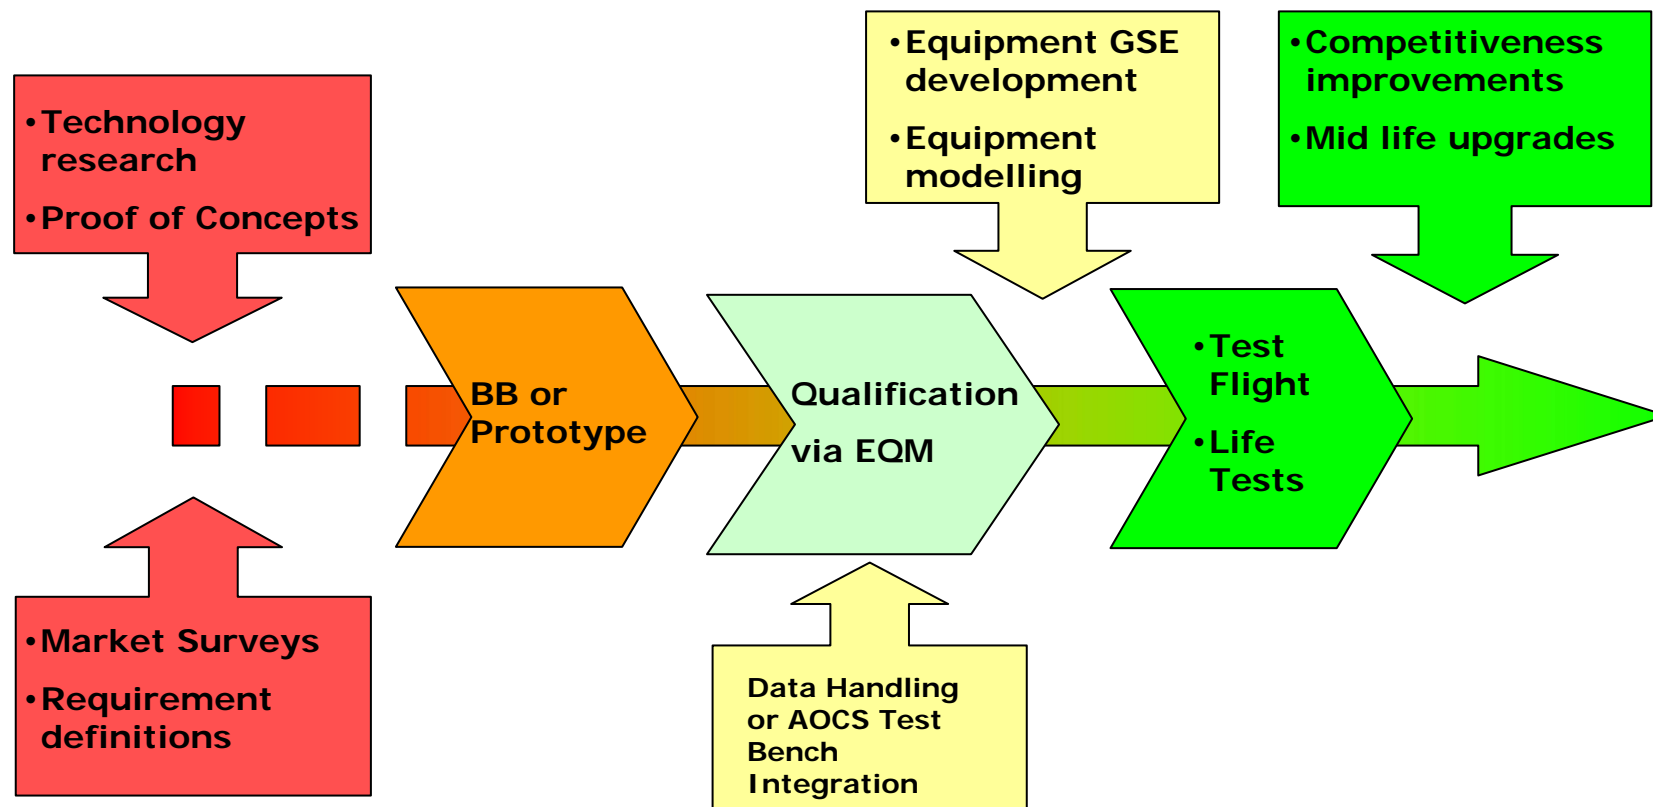 •Technology
research
•Proof of Concepts
•Equipment GSE
development
•Equipment
modelling
•Competitiveness
improvements
•Mid life upgrades
BB or
Prototype
Qualification
via EQM
•Test
Flight
•Life
Tests
•Market Surveys
•Requirement
definitions
Data Handling
or AOCS Test
Bench
Integration